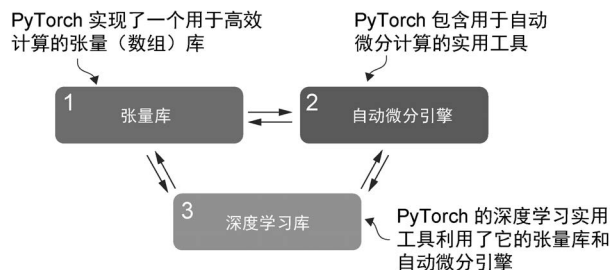 PyTorch 实现了一个用于高效
计算的张量（数组）库
PyTorch 包含用于自动
微分计算的实用工具
1
张量库
2
自动微分引擎
3
深度学习库
PyTorch 的深度学习实用
工具利用了它的张量库和
自动微分引擎